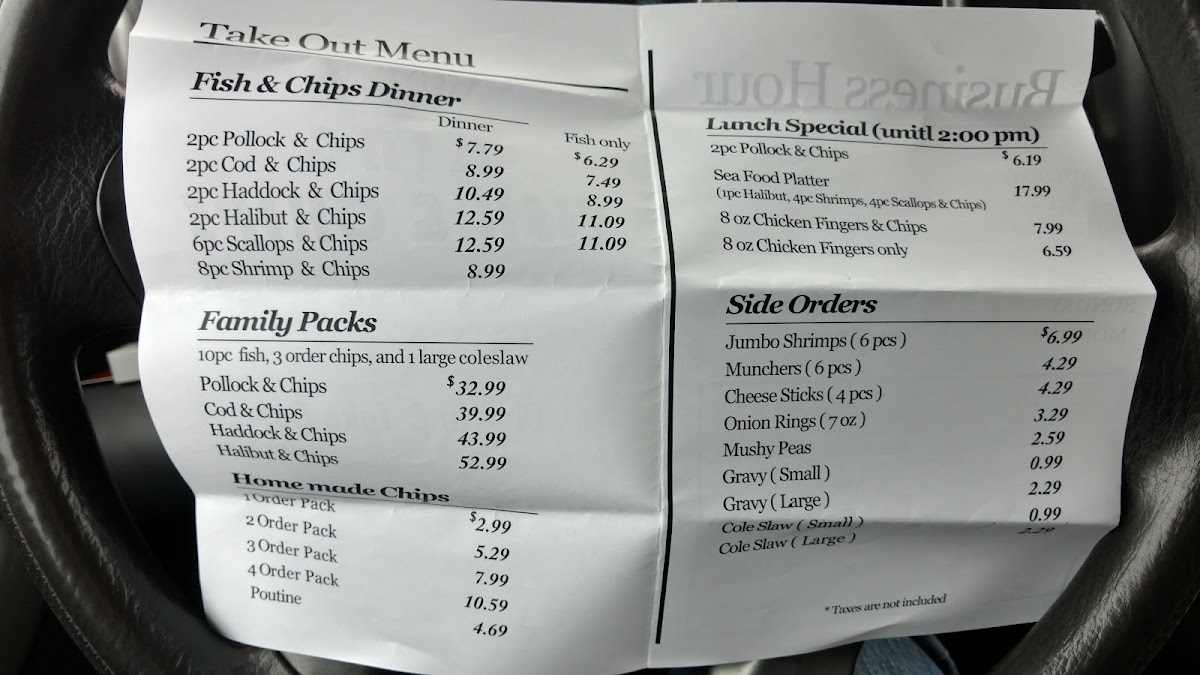 Take Out Menu
Fish & Chips Dinner
Dinner Fish only
2pc Pollock & Chips $7.79 $6.29
2pc Cod & Chips 8.99 7.49
2pc Haddock & Chips 10.49 8.99
2pc Halibut & Chips 12.59 11.09
6pc Scallops & Chips 12.59 11.09
8pc Shrimp & Chips 8.99
Family Packs
10pc fish, 3 order chips, and 1 large coleslaw
Pollock & Chips $32.99
Cod & Chips 39.99
Haddock & Chips 43.99
Halibut & Chips 52.99
Home made Chips
1 Order Pack $2.99
2 Order Pack 5.29
3 Order Pack 7.99
4 Order Pack 10.59
Poutine 4.69
Business Hour
Lunch Special (unitl 2:00 pm)
2pc Pollock & Chips $6.19
Sea Food Platter 17.99
(1pc Halibut, 4pc Shrimps, 4pc Scallops & Chips)
8 oz Chicken Fingers & Chips 7.99
8 oz Chicken Fingers only 6.59
Side Orders
Jumbo Shrimps ( 6 pcs ) $6.99
Munchers ( 6 pcs ) 4.29
Cheese Sticks ( 4 pcs ) 4.29
Onion Rings ( 7 oz ) 3.29
Mushy Peas 2.59
Gravy ( Small ) 0.99
Gravy ( Large ) 2.29
Cole Slaw ( Small ) 0.99
Cole Slaw ( Large ) 2.29
* Taxes are not included